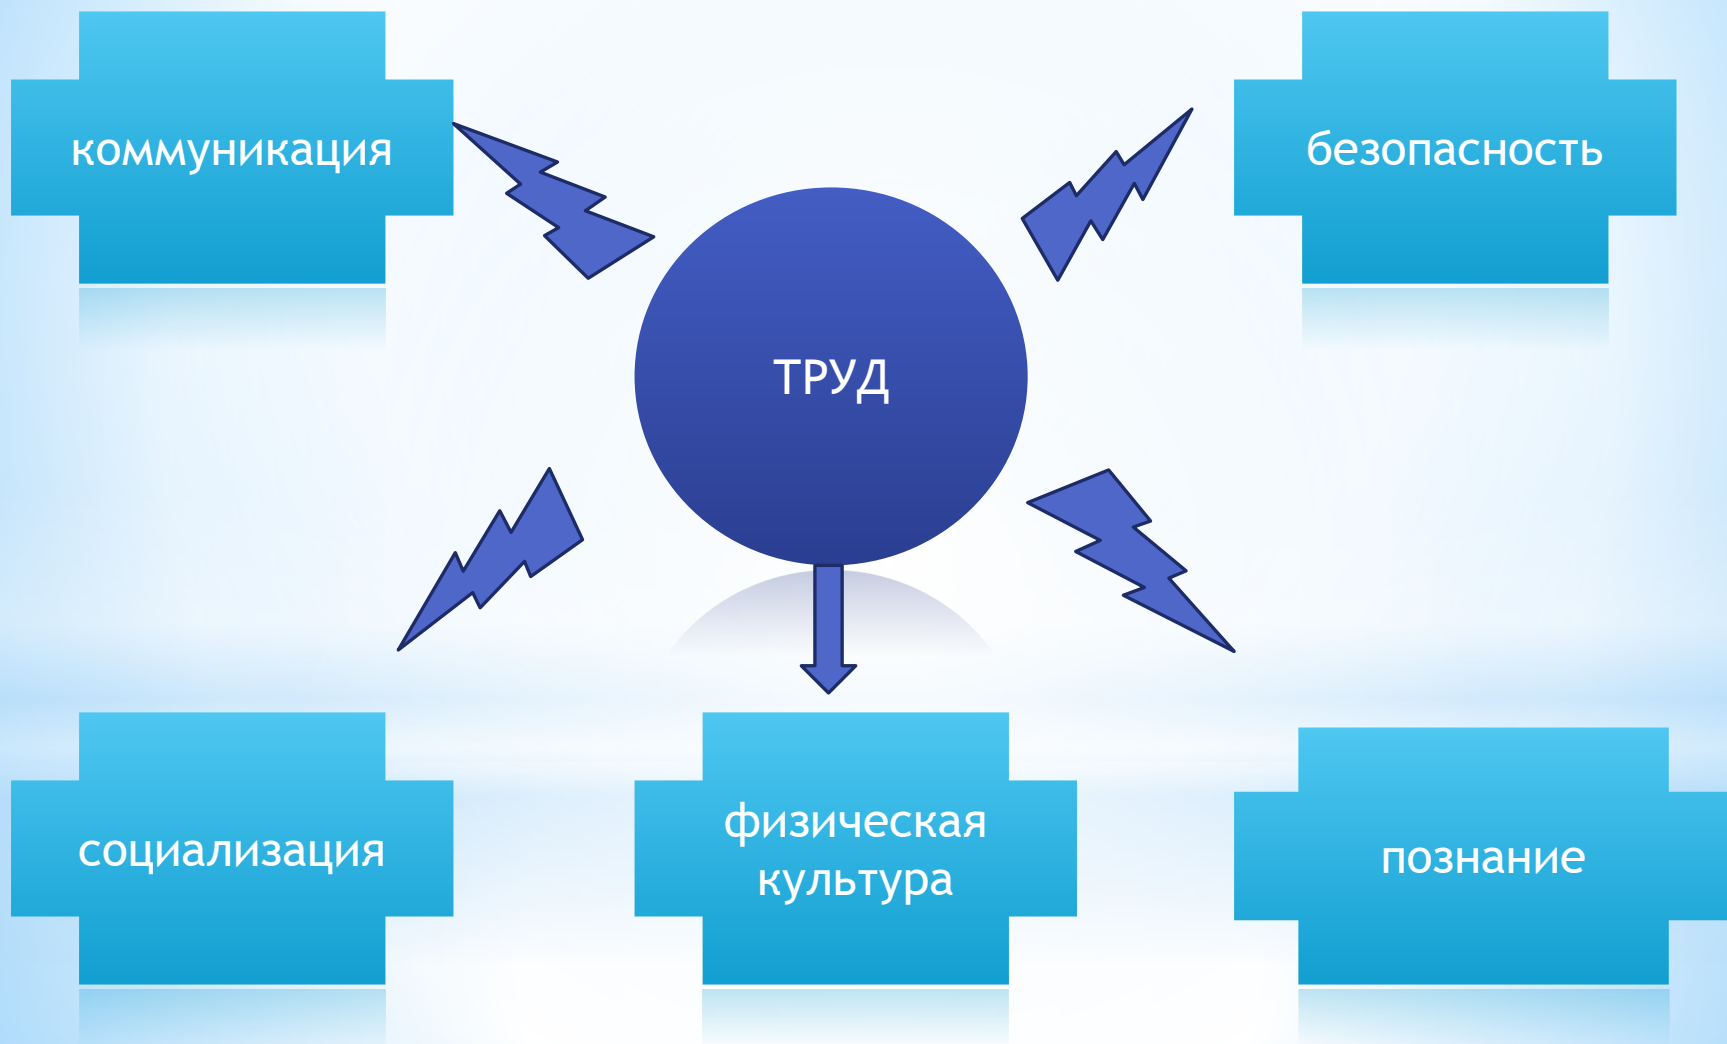 коммуникация
безопасность
ТРУД
социализация
физическая
культура
познание